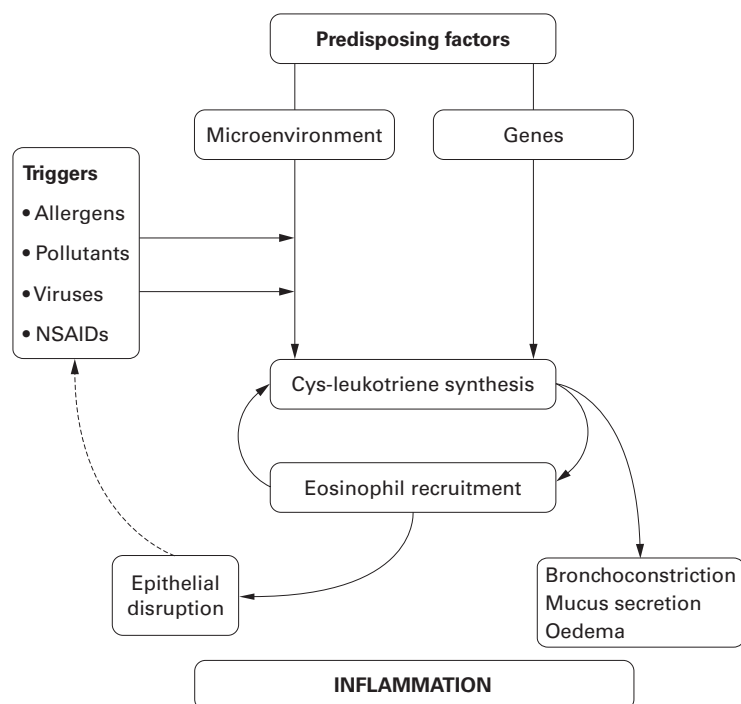 Predisposing factors
Microenvironment
Genes
Triggers
• Allergens
• Pollutants
• Viruses
• NSAIDs
Cys-leukotriene synthesis
Eosinophil recruitment
Epithelial
disruption
Bronchoconstriction
Mucus secretion
Oedema
INFLAMMATION